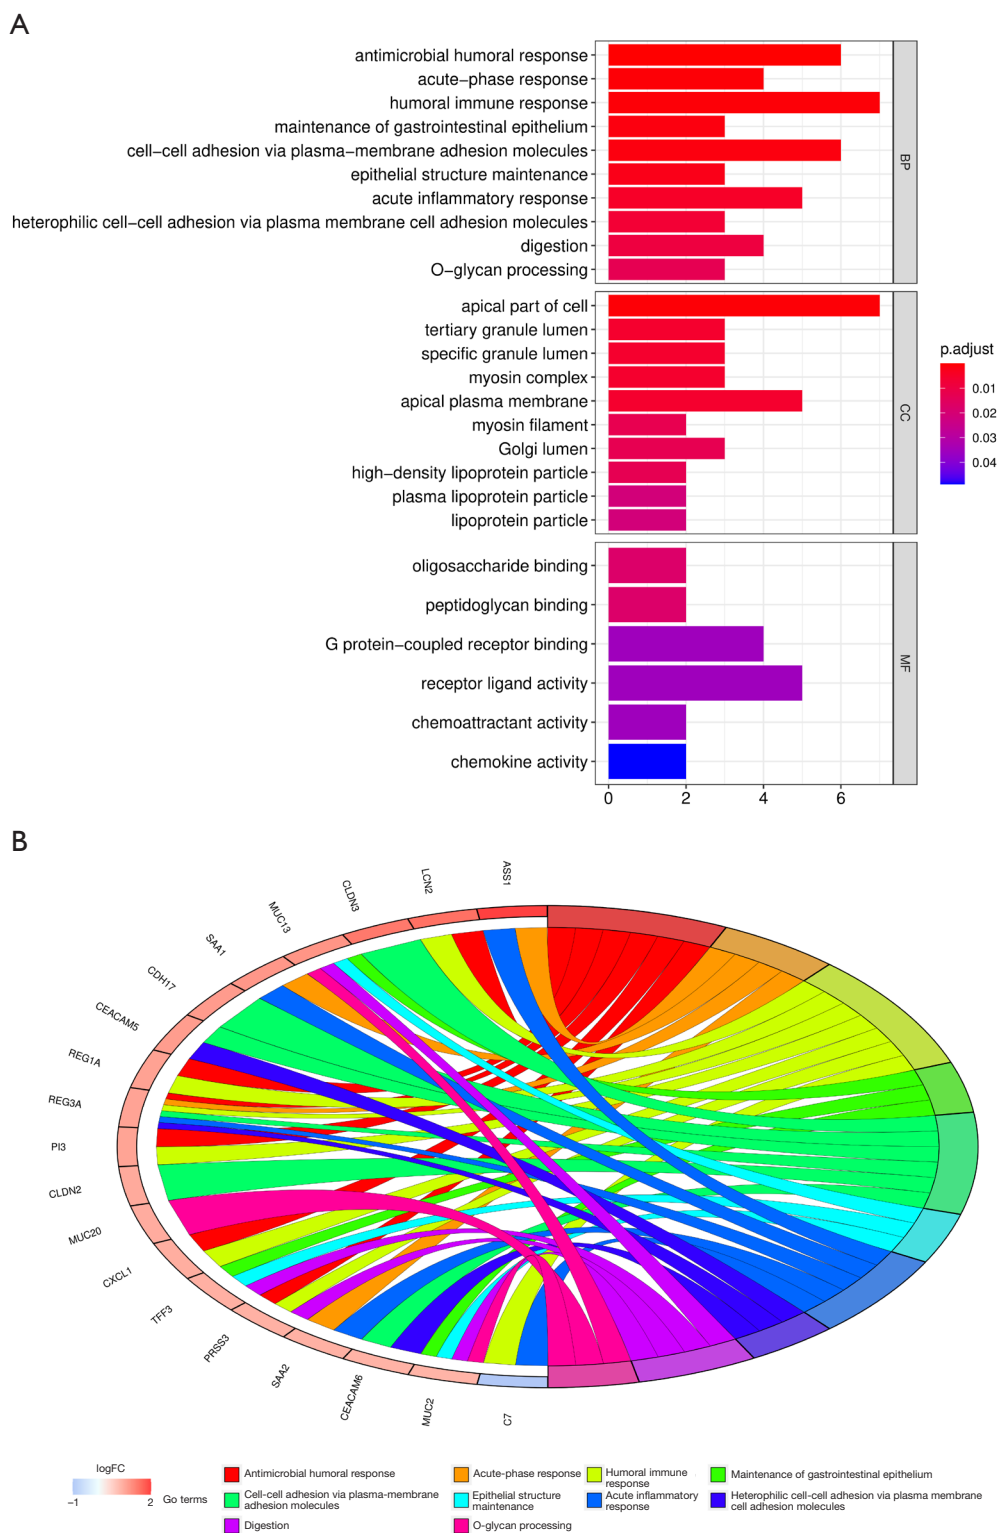 A
antimicrobial humoral response
acute−phase response
humoral immune response
maintenance of gastrointestinal epithelium
cell−cell adhesion via plasma−membrane adhesion molecules
epithelial structure maintenance
acute inflammatory response
heterophilic cell−cell adhesion via plasma membrane cell adhesion molecules
digestion
O−glycan processing
BP
apical part of cell
tertiary granule lumen
specific granule lumen
myosin complex
apical plasma membrane
myosin filament
Golgi lumen
high−density lipoprotein particle
plasma lipoprotein particle
lipoprotein particle
CC
oligosaccharide binding
peptidoglycan binding
G protein−coupled receptor binding
receptor ligand activity
chemoattractant activity
chemokine activity
MF
0 2 4 6
p.adjust
0.01
0.02
0.03
0.04
B
ASS1
LCN2
CLDN3
MUC13
SAA1
CDH17
CEACAM5
REG1A
REG3A
PI3
CLDN2
MUC20
CXCL1
TFF3
PRSS3
SAA2
CEACAM6
MUC2
C7
logFC
−1 2
Go terms
Antimicrobial humoral response
Acute-phase response
Humoral immune
response
Maintenance of gastrointestinal epithelium
Cell-cell adhesion via plasma-membrane
adhesion molecules
Epithelial structure
maintenance
Acute inflammatory
response
Heterophilic cell-cell adhesion via plasma membrane
cell adhesion molecules
Digestion
O-glycan processing